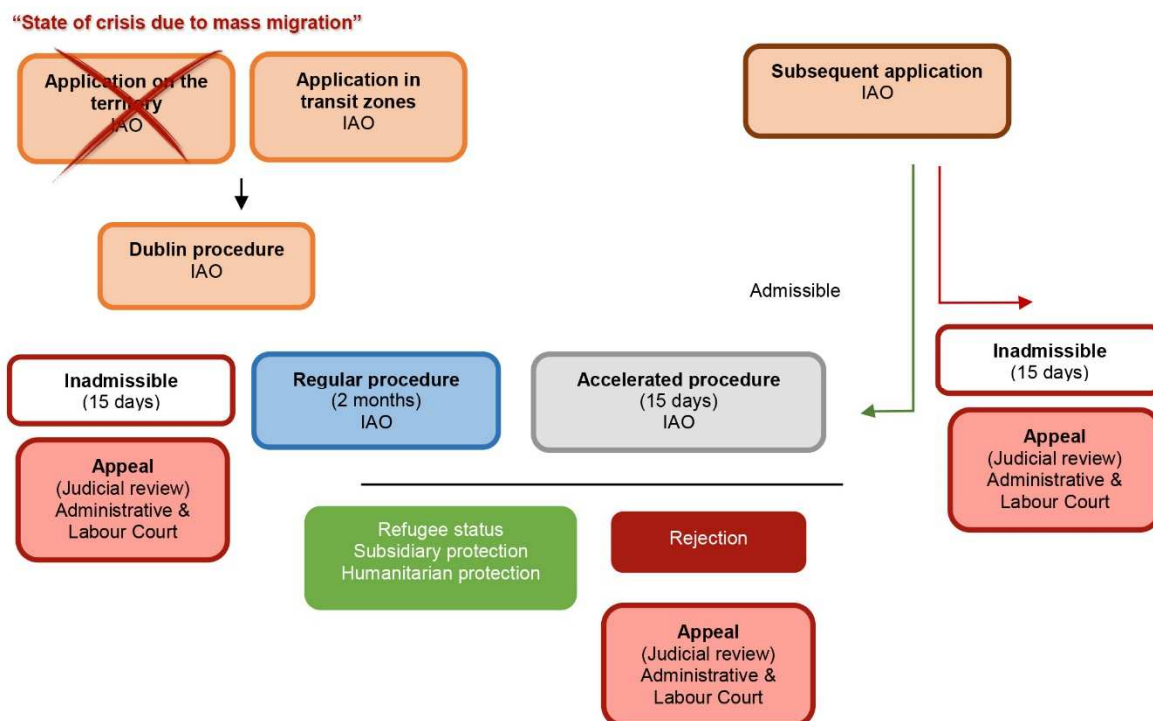 “State of crisis due to mass migration”
Application on the
territory
IAO
Application in
transit zones
IAO
Subsequent application
IAO
Dublin procedure
IAO
Admissible
Inadmissible
(15 days)
Regular procedure
(2 months)
IAO
Accelerated procedure
(15 days)
IAO
Inadmissible
(15 days)
Appeal
(Judicial review)
Administrative &
Labour Court
Appeal
(Judicial review)
Administrative &
Labour Court
Refugee status
Subsidiary protection
Humanitarian protection
Rejection
Appeal
(Judicial review)
Administrative &
Labour Court